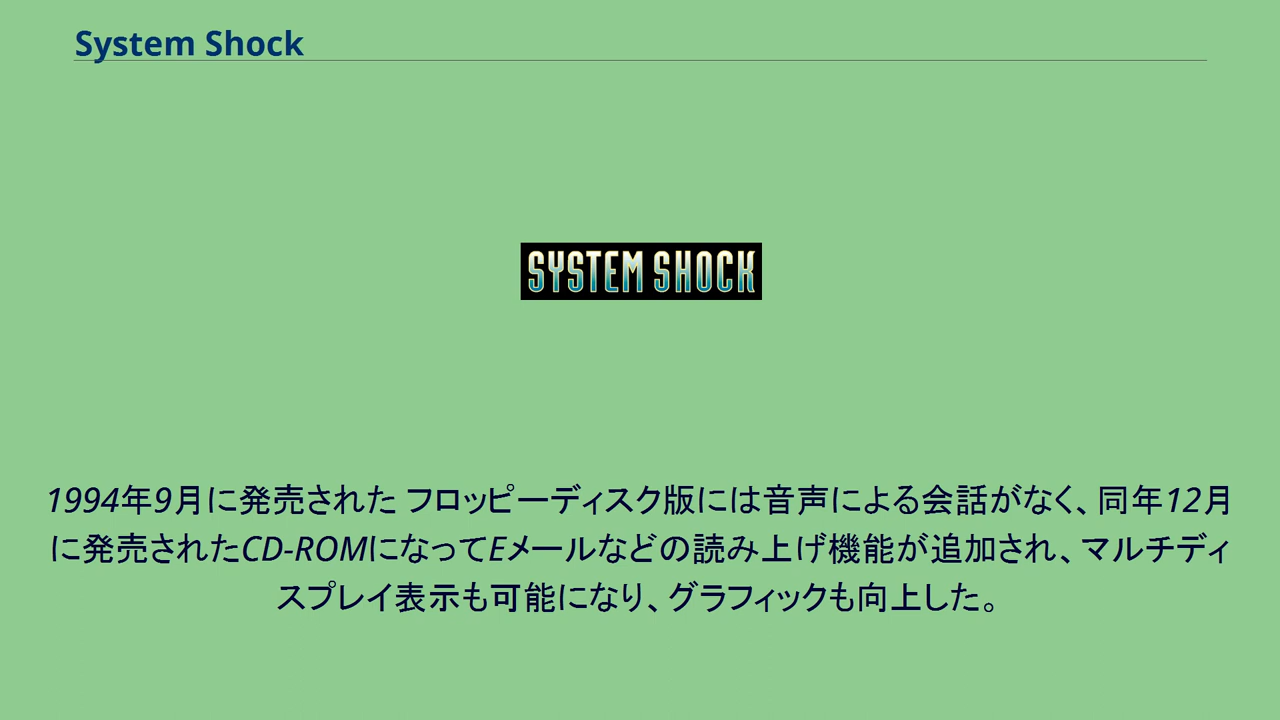 System Shock
SYSTEM SHOCK
1994年9月に発売された フロッピーディスク版には音声による会話がなく、同年12月
に発売されたCD-ROMになってEメールなどの読み上げ機能が追加され、マルチディ
スプレイ表示も可能になり、グラフィックも向上した。